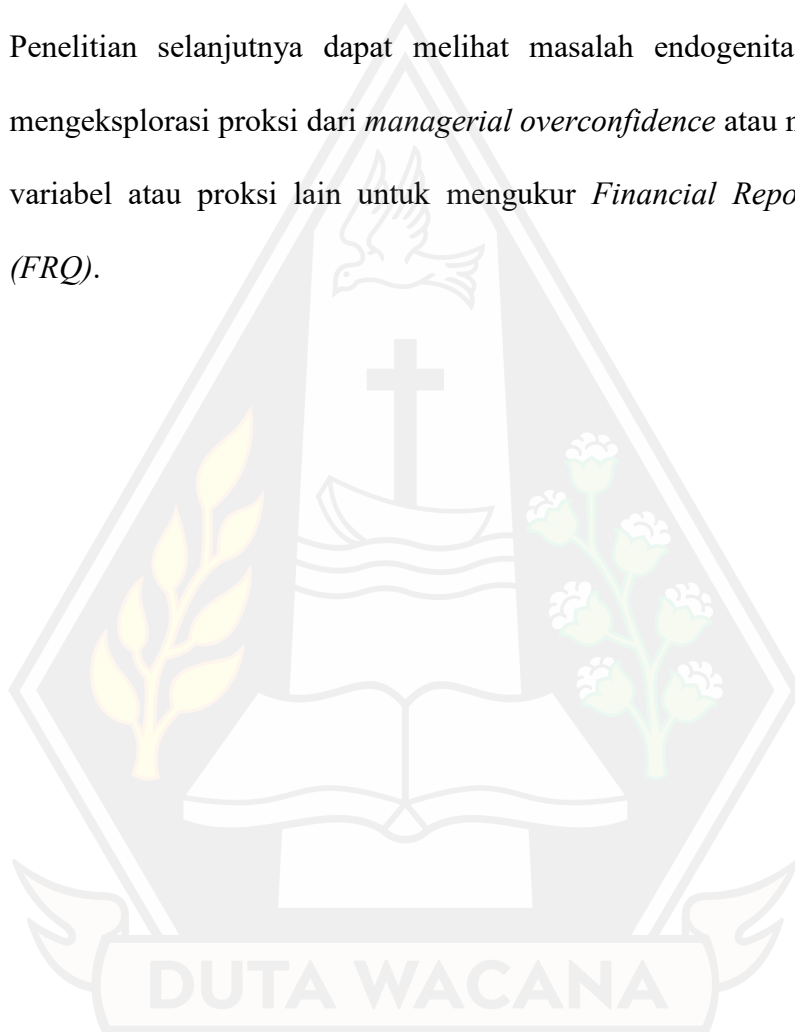 Penelitian selanjutnya dapat melihat masalah endogenita
mengeksplorasi proksi dari managerial overconfidence atau
variabel atau proksi lain untuk mengukur Financial Repo
(FRQ).
DUTA WACANA